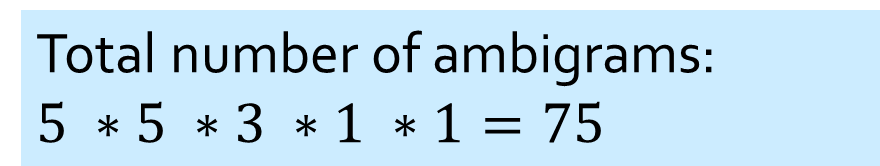 Total number of ambigrams:
5 * 5 * 3 * 1 * 1 = 75